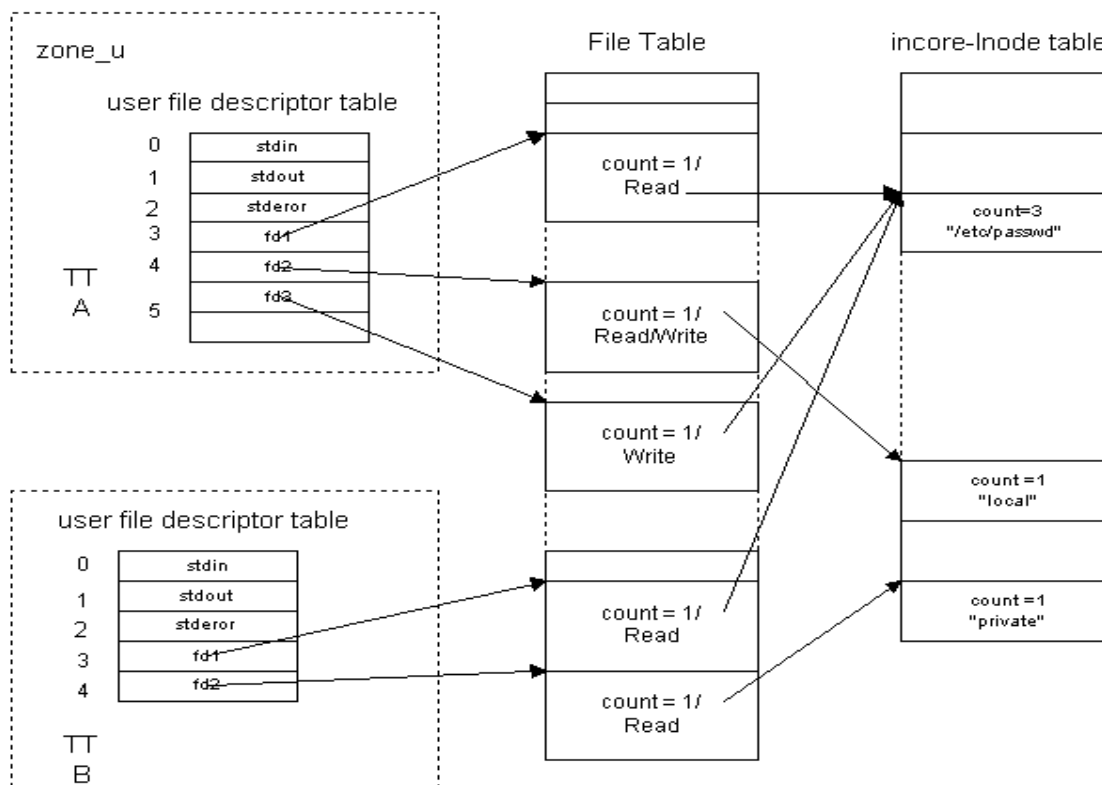 zone_u
user file descriptor table
0
stdin
1
stdout
2
stderor
3
fd1
4
fd2
5
fd3
TT
A
File Table
count = 1/
Read
count = 1/
Read/Write
count = 1/
Write
count = 1/
Read
count = 1/
Read
incore-Inode table
count=3
"/etc/passwd"
count =1
"local"
count =1
"private"
user file descriptor table
0
stdin
1
stdout
2
stderor
3
fd1
4
fd2
TT
B